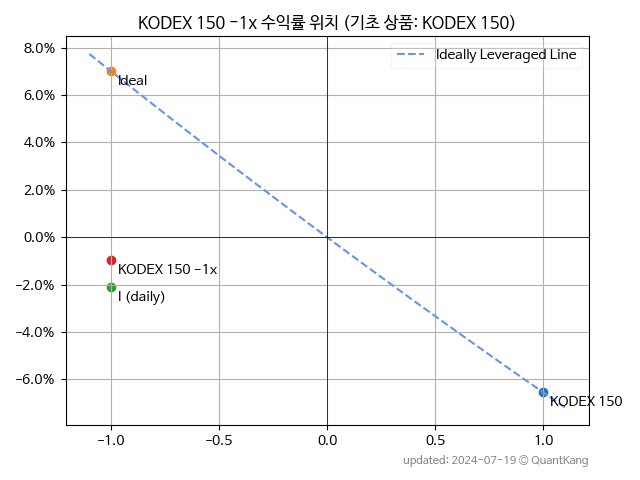 KODEX 150 -1x 수익률 위치 (기초 상품: KODEX 150)
Ideally Leveraged Line
8.0%
6.0%
4.0%
2.0%
0.0%
-2.0%
-4.0%
-6.0%
Ideal
KODEX 150 -1x
I (daily)
KODEX 150
-1.0
-0.5
0.0
0.5
1.0
updated: 2024-07-19 © QuantKang